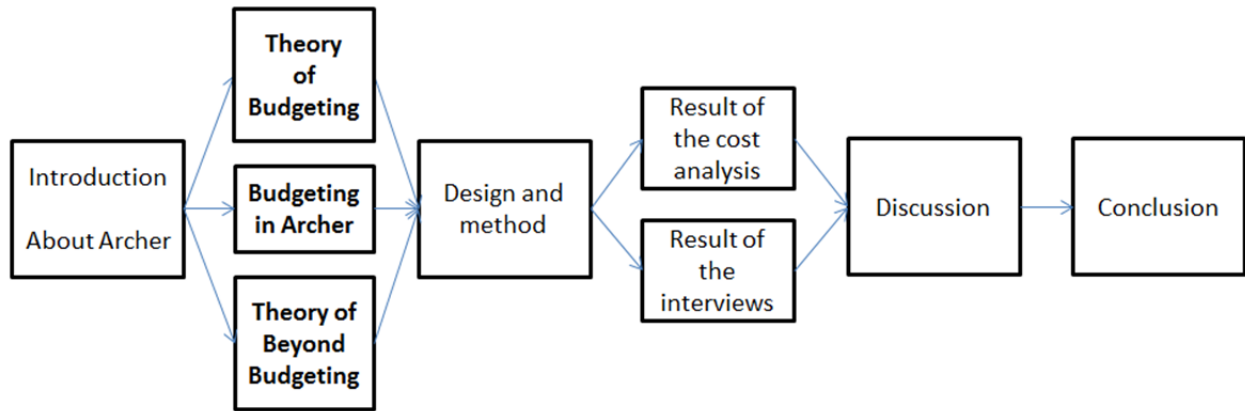 Introduction
About Archer
Theory
of
Budgeting
Budgeting
in Archer
Theory of
Beyond
Budgeting
Design and
method
Result of
the cost
analysis
Result of
the
interviews
Discussion
Conclusion